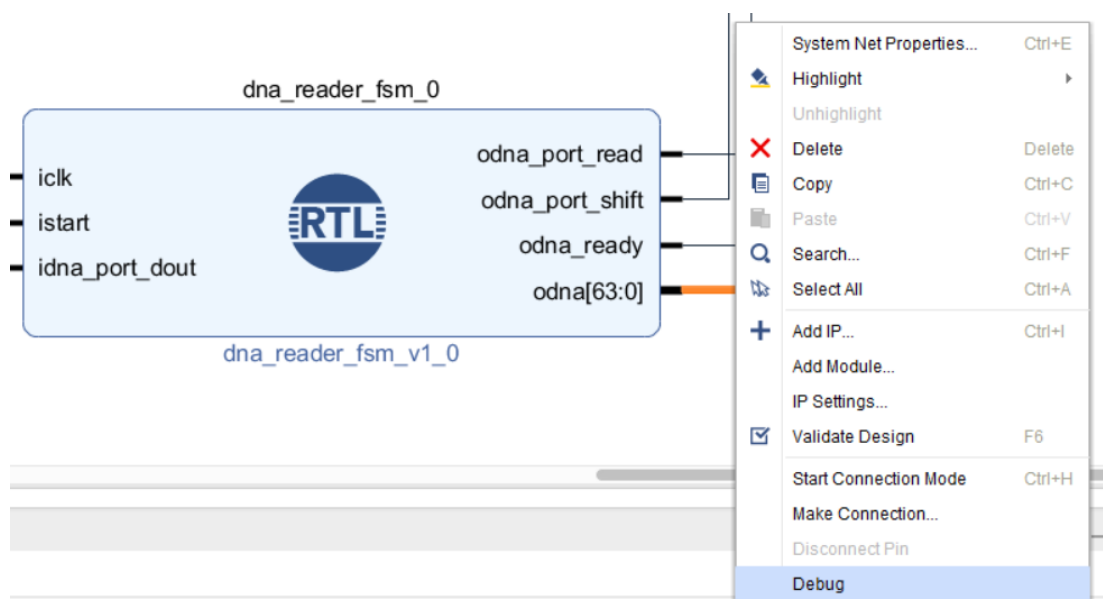 dna_reader_fsm_0
iclk
istart
idna_port_dout
RTL
odna_port_read
odna_port_shift
odna_ready
odna[63:0]
dna_reader_fsm_v1_0
System Net Properties... Ctrl+E
Highlight
Unhighlight
Delete Delete
Copy Ctrl+C
Paste Ctrl+V
Search... Ctrl+F
Select All Ctrl+A
Add IP... Ctrl+I
Add Module...
IP Settings...
Validate Design F6
Start Connection Mode Ctrl+H
Make Connection...
Disconnect Pin
Debug